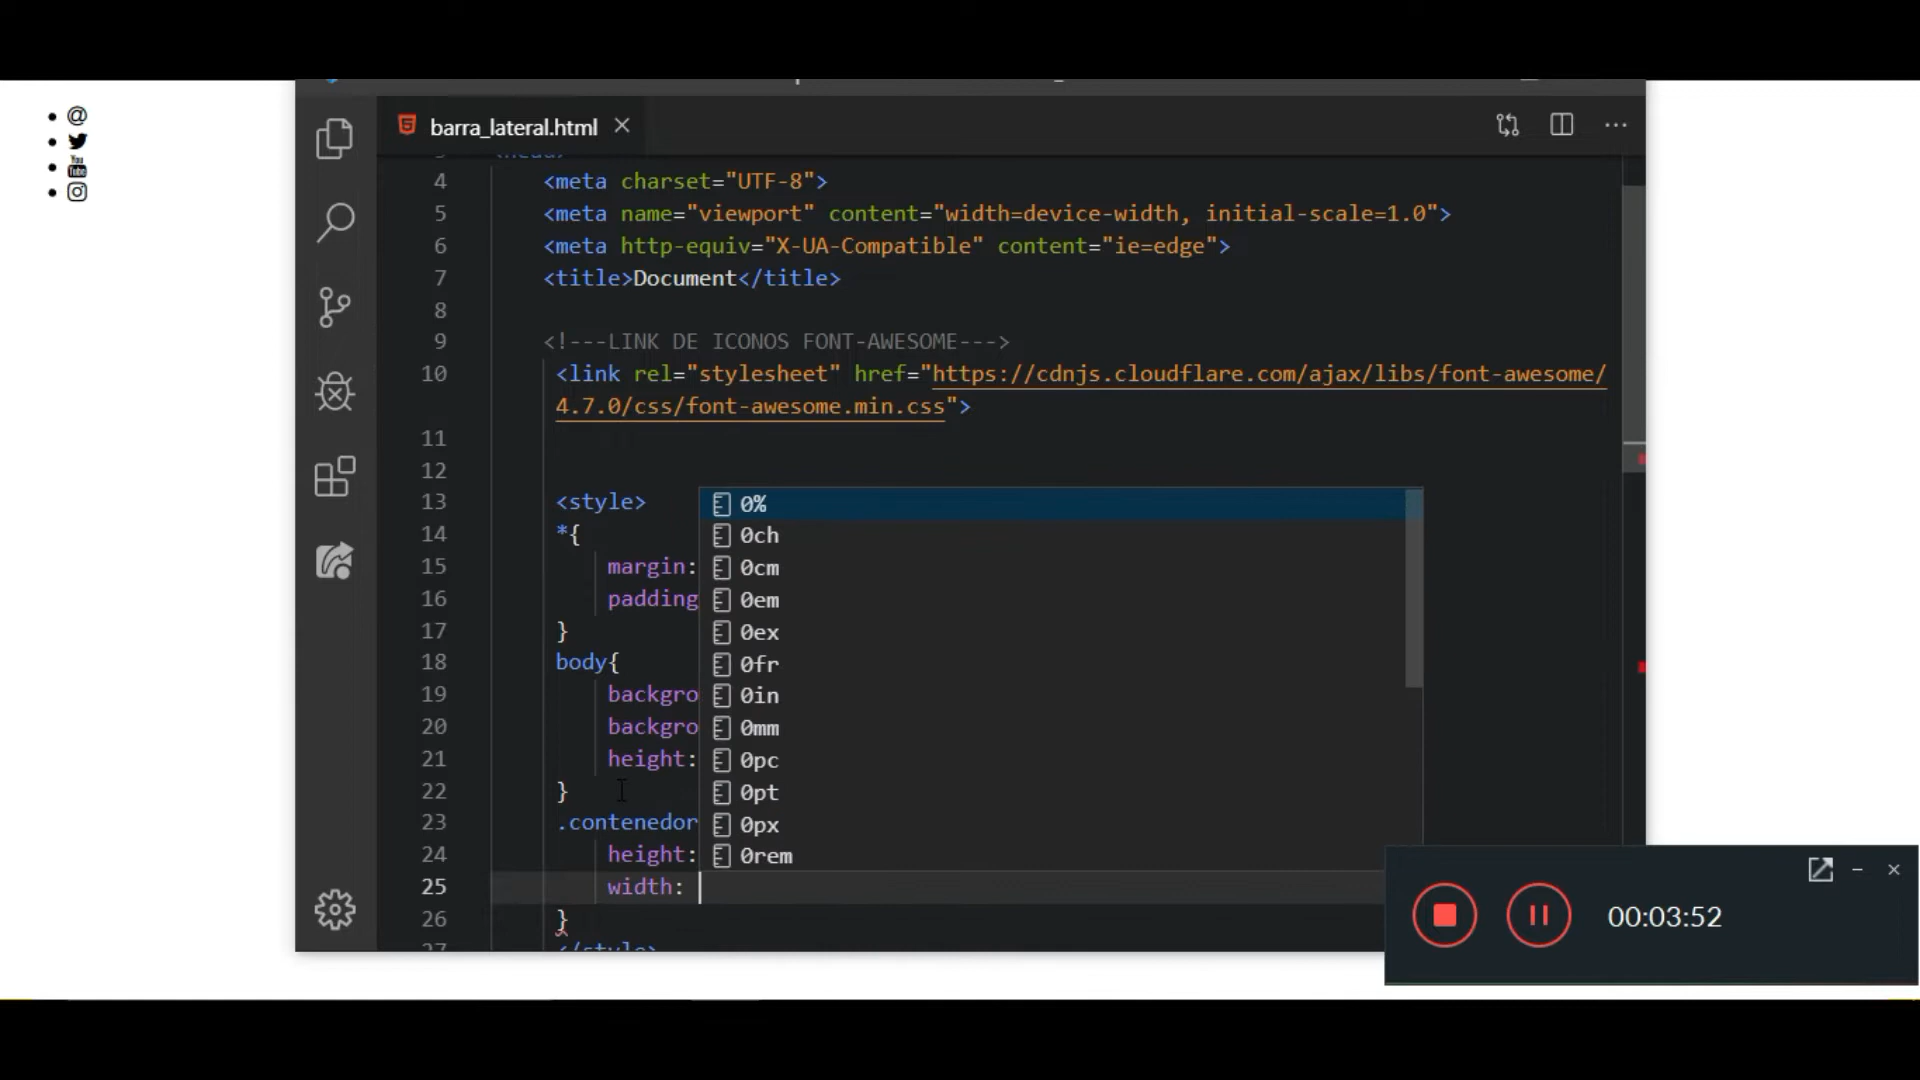 barra_lateral.html
4 <meta charset="UTF-8">
5 <meta name="viewport" content="width=device-width, initial-scale=1.0">
6 <meta http-equiv="X-UA-Compatible" content="ie=edge">
7 <title>Document</title>
8
9 <!---LINK DE ICONOS FONT-AWESOME--->
10 <link rel="stylesheet" href="https://cdnjs.cloudflare.com/ajax/libs/font-awesome/
4.7.0/css/font-awesome.min.css">
11
12
13 <style>
14 *{
15 margin:
16 padding
17 }
18 body{
19 backgro
20 backgro
21 height:
22 }
23 .contenedor
24 height:
25 width:
26 }
27 </style>
0%
0ch
0cm
0em
0ex
0fr
0in
0mm
0pc
0pt
0px
0rem
@
You
Tube
00:03:52